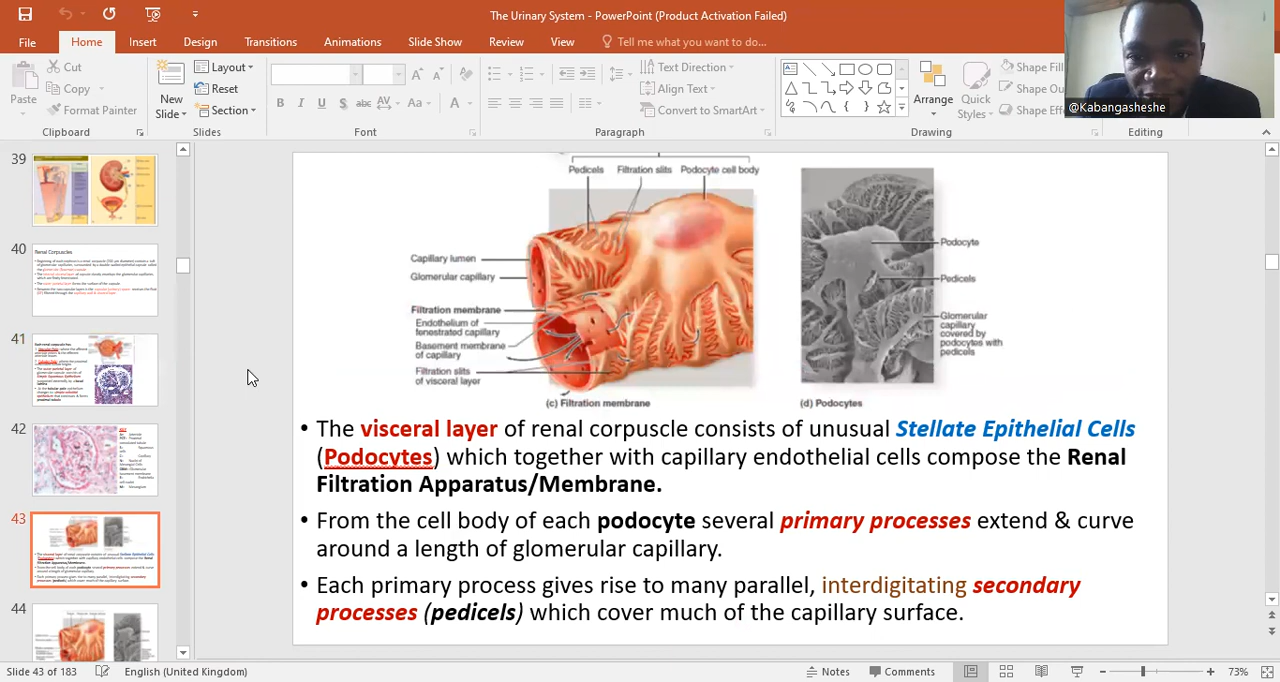 The Urinary System - PowerPoint (Product Activation Failed)
File Home Insert Design Transitions Animations Slide Show Review View Tell me what you want to do...
Paste
Cut
Copy
Format Painter
Clipboard
New
Slide
Layout
Reset
Section
Slides
B I U S abc AV Aa A
Font
Text Direction
Align Text
Convert to SmartArt
Paragraph
Arrange
Quick
Styles
Shape Fill
Shape Ou
Shape Effe
Drawing
Editing
@Kabangasheshe
39
40
Renal Corpuscles
41
42
43
44
Pedicels Filtration slits Podocyte cell body
Capillary lumen
Glomerular capillary
Filtration membrane
Endothelium of
fenestrated capillary
Basement membrane
of capillary
Filtration slits
of visceral layer
(c) Filtration membrane
Podocyte
Pedicels
Glomerular
capillary
covered by
podocytes with
pedicels
(d) Podocytes
• The visceral layer of renal corpuscle consists of unusual Stellate Epithelial Cells
(Podocytes) which together with capillary endothelial cells compose the Renal
Filtration Apparatus/Membrane.
• From the cell body of each podocyte several primary processes extend & curve
around a length of glomerular capillary.
• Each primary process gives rise to many parallel, interdigitating secondary
processes (pedicels) which cover much of the capillary surface.
Slide 43 of 183 English (United Kingdom) Notes Comments 73%